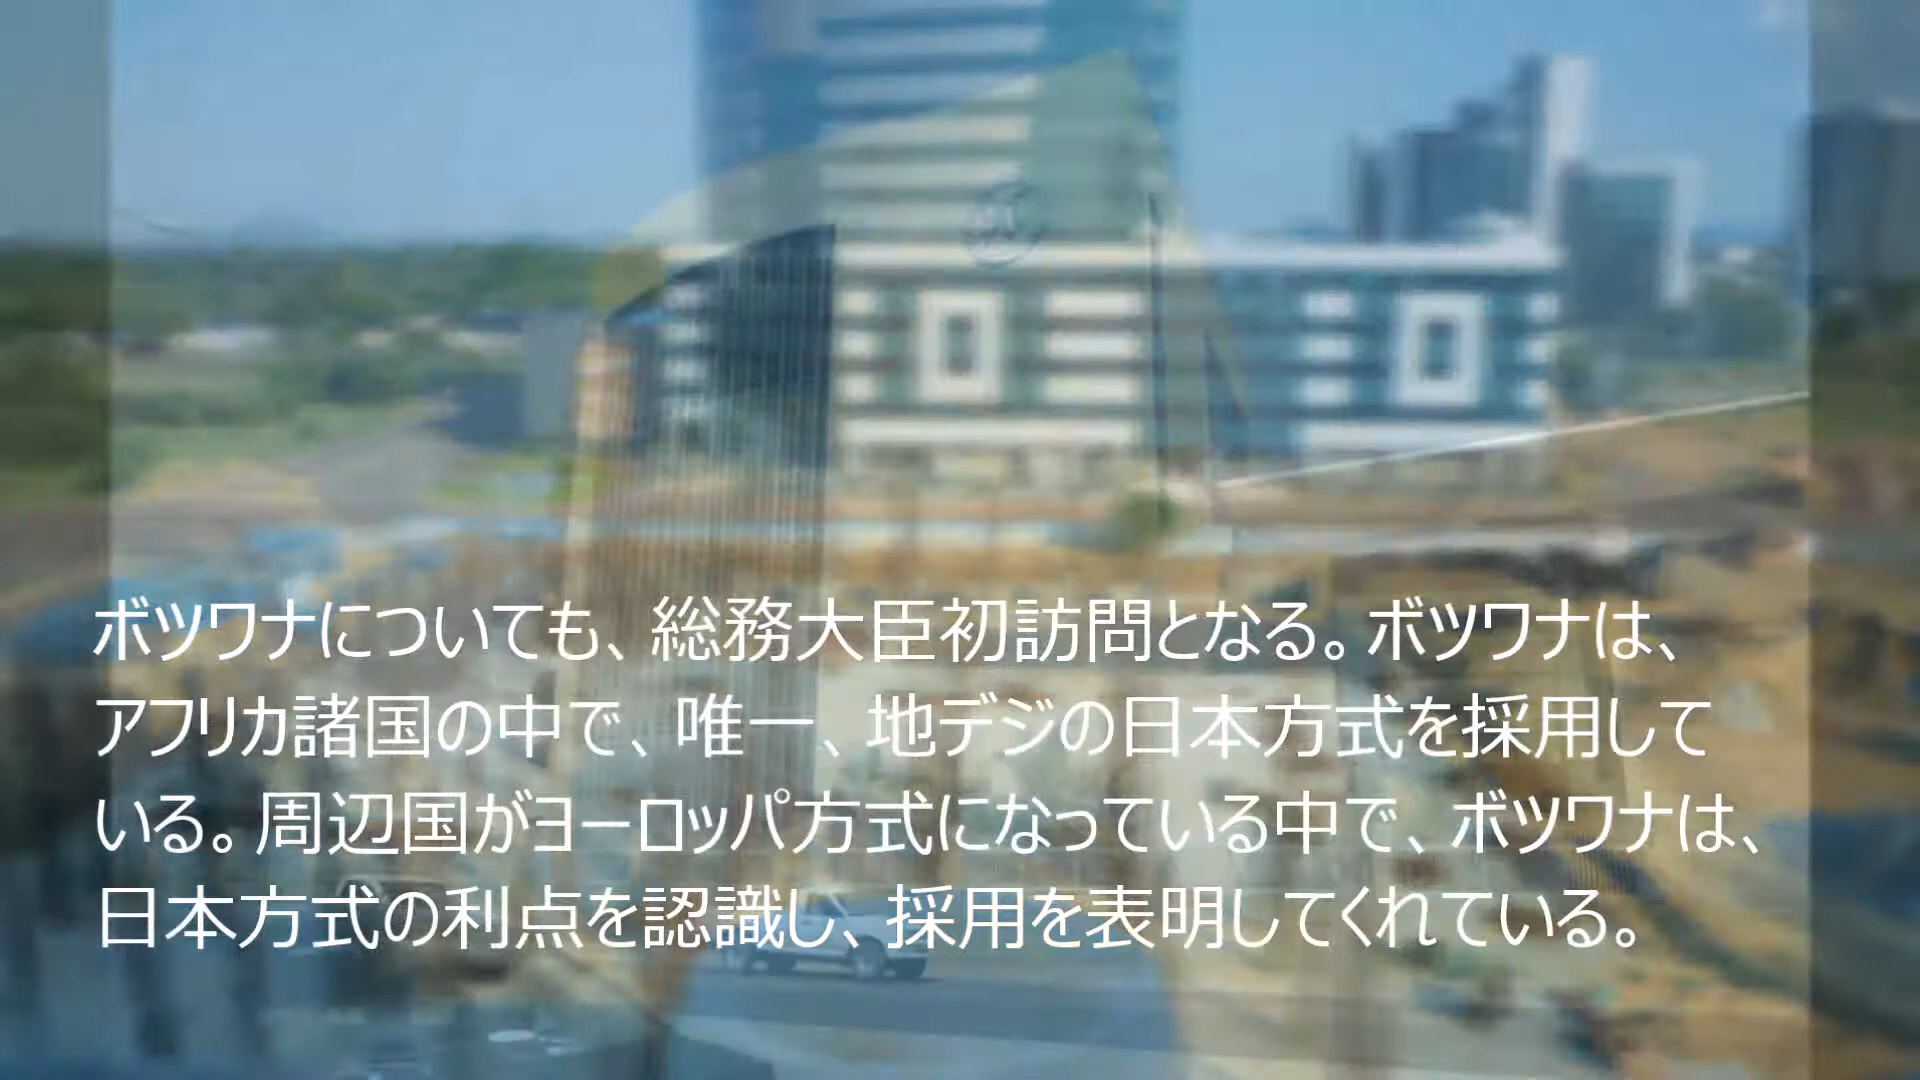 ボツワナについても、総務大臣初訪問となる。ボツワナは、
アフリカ諸国の中で、唯一、地デジの日本方式を採用して
いる。周辺国がヨーロッパ方式になっている中で、ボツワナは、
日本方式の利点を認識し、採用を表明してくれている。